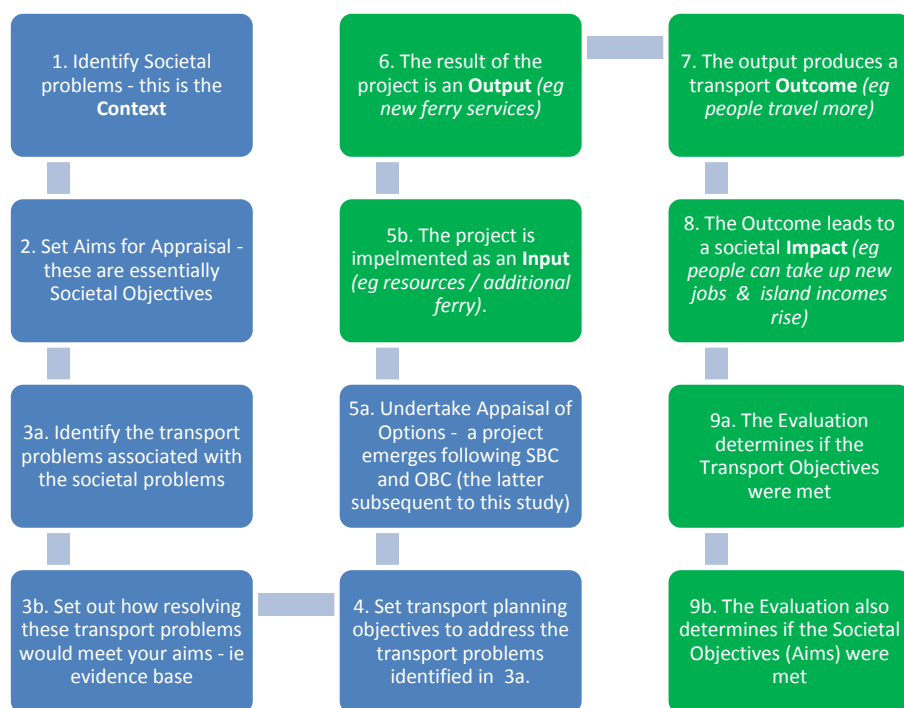 1. Identify Societal
problems - this is the
Context
2. Set Aims for Appraisal -
these are essentially
Societal Objectives
3a. Identify the transport
problems associated with
the societal problems
3b. Set out how resolving
these transport problems
would meet your aims - ie
evidence base
4. Set transport planning
objectives to address the
transport problems
identified in 3a.
5a. Undertake Appaisal of
Options - a project
emerges following SBC
and OBC (the latter
subsequent to this study)
5b. The project is
impelmented as an Input
(eg resources / additional
ferry).
6. The result of the
project is an Output (eg
new ferry services)
7. The output produces a
transport Outcome (eg
people travel more)
8. The Outcome leads to
a societal Impact (eg
people can take up new
jobs & island incomes
rise)
9a. The Evaluation
determines if the
Transport Objectives
were met
9b. The Evaluation also
determines if the Societal
Objectives (Aims) were
met